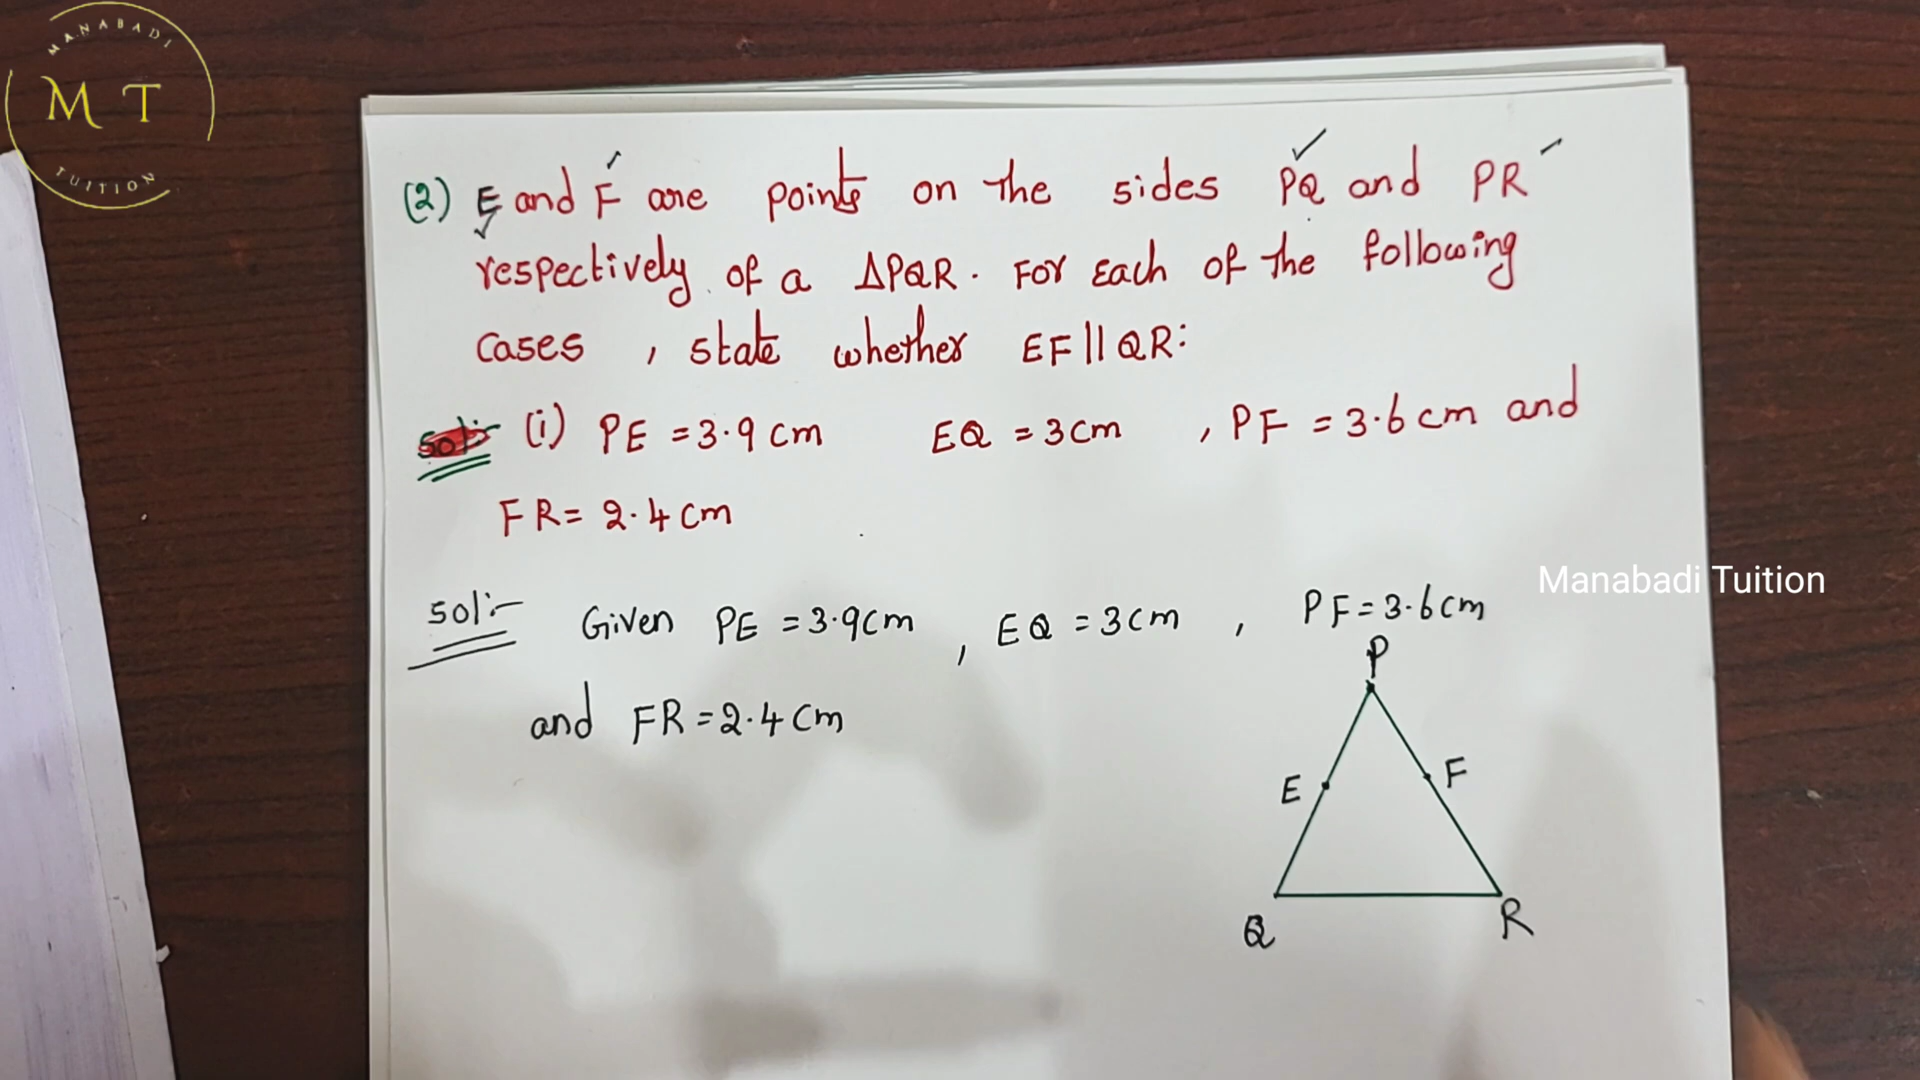 MANABADI
M T
TUITION
(2) E and F are points on the sides PQ and PR
respectively of a ΔPQR. For Each of the following
cases, state whether EF || QR:
Sol:- (i) PE = 3.9 cm EQ = 3cm , PF = 3.6 cm and
FR = 2.4 cm
Manabadi Tuition
Sol:- Given PE = 3.9cm , EQ = 3cm , PF = 3.6cm
and FR = 2.4 cm
P
E
F
Q
R